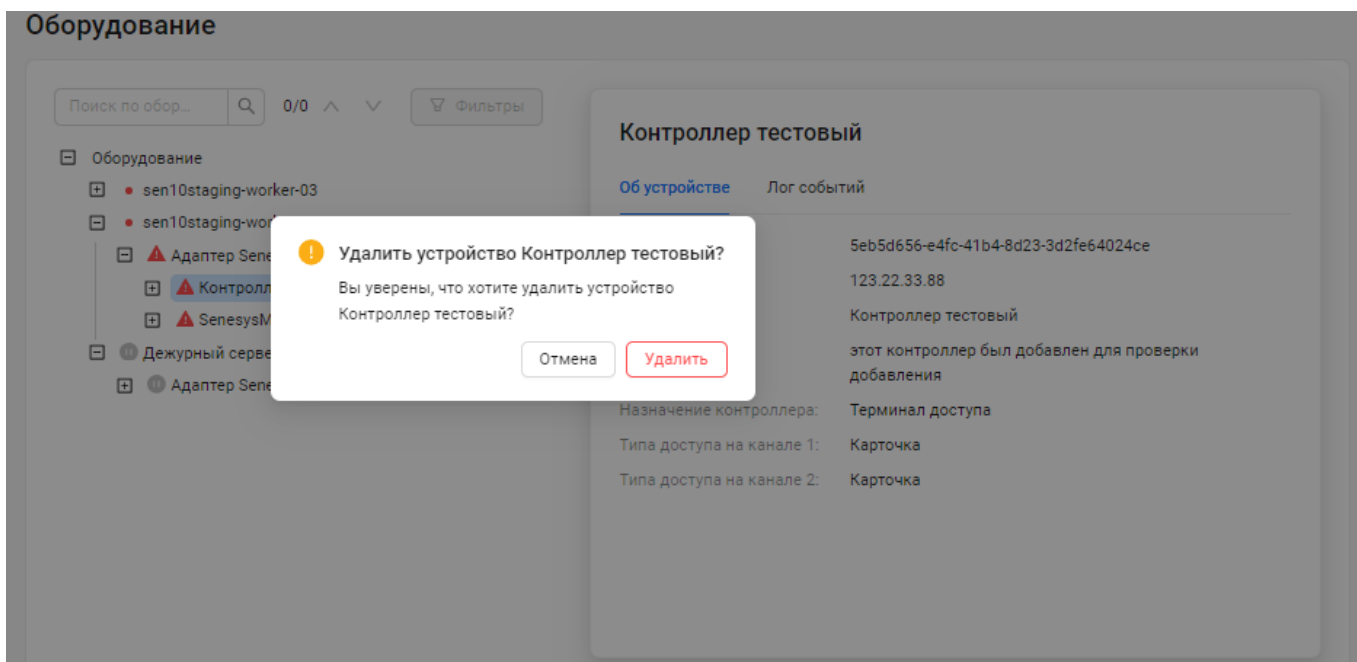 Оборудование
Поиск по обор...
0/0
Фильтры
Оборудование
sen10staging-worker-03
sen10staging-wor
Адаптер Sene
Контролл
SenesysM
Дежурный серве
Адаптер Sene
Контроллер тестовый
Об устройстве Лог событий
5eb5d656-e4fc-41b4-8d23-3d2fe64024ce
123.22.33.88
Контроллер тестовый
этот контроллер был добавлен для проверки
добавления
Назначение контроллера: Терминал доступа
Типа доступа на канале 1: Карточка
Типа доступа на канале 2: Карточка
Удалить устройство Контроллер тестовый?
Вы уверены, что хотите удалить устройство
Контроллер тестовый?
Отмена Удалить